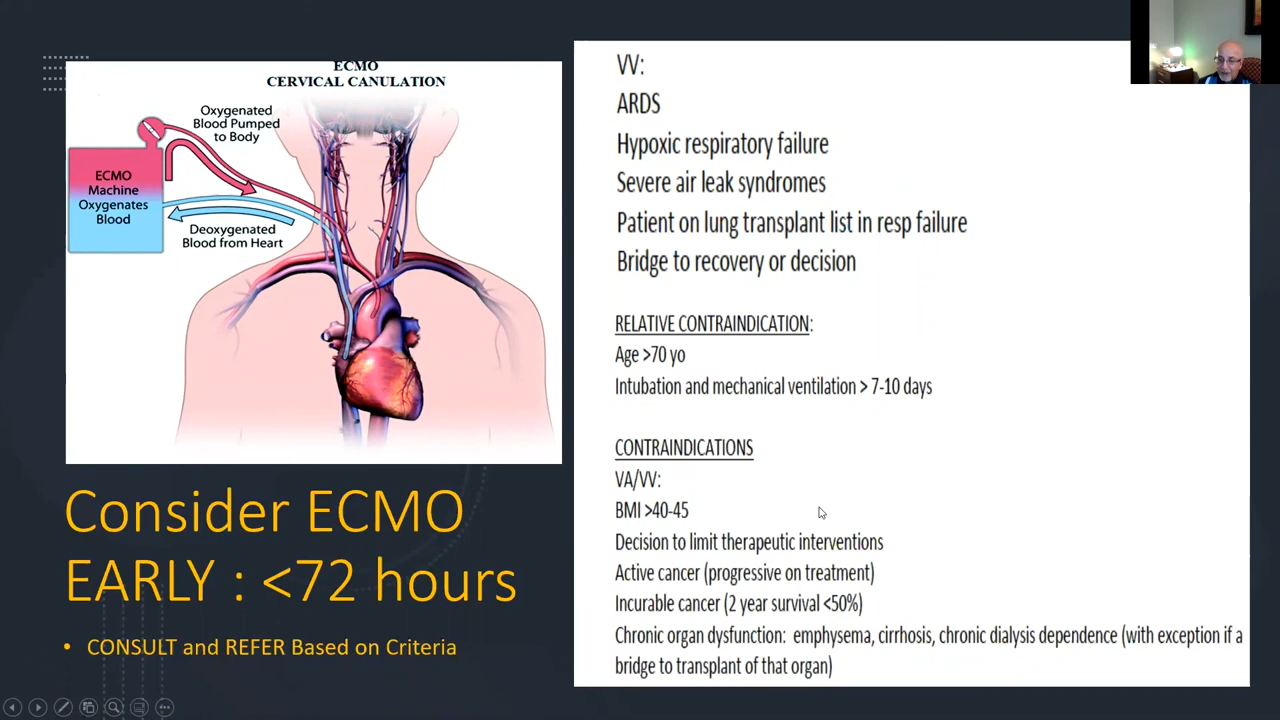 ECMO
CERVICAL CANULATION
Oxygenated
Blood Pumped
to Body
ECMO
Machine
Oxygenates
Blood
Deoxygenated
Blood from Heart
Consider ECMO
EARLY : <72 hours
• CONSULT and REFER Based on Criteria
VV:
ARDS
Hypoxic respiratory failure
Severe air leak syndromes
Patient on lung transplant list in resp failure
Bridge to recovery or decision
RELATIVE CONTRAINDICATION:
Age >70 yo
Intubation and mechanical ventilation > 7-10 days
CONTRAINDICATIONS
VA/VV:
BMI >40-45
Decision to limit therapeutic interventions
Active cancer (progressive on treatment)
Incurable cancer (2 year survival <50%)
Chronic organ dysfunction: emphysema, cirrhosis, chronic dialysis dependence (with exception if a
bridge to transplant of that organ)